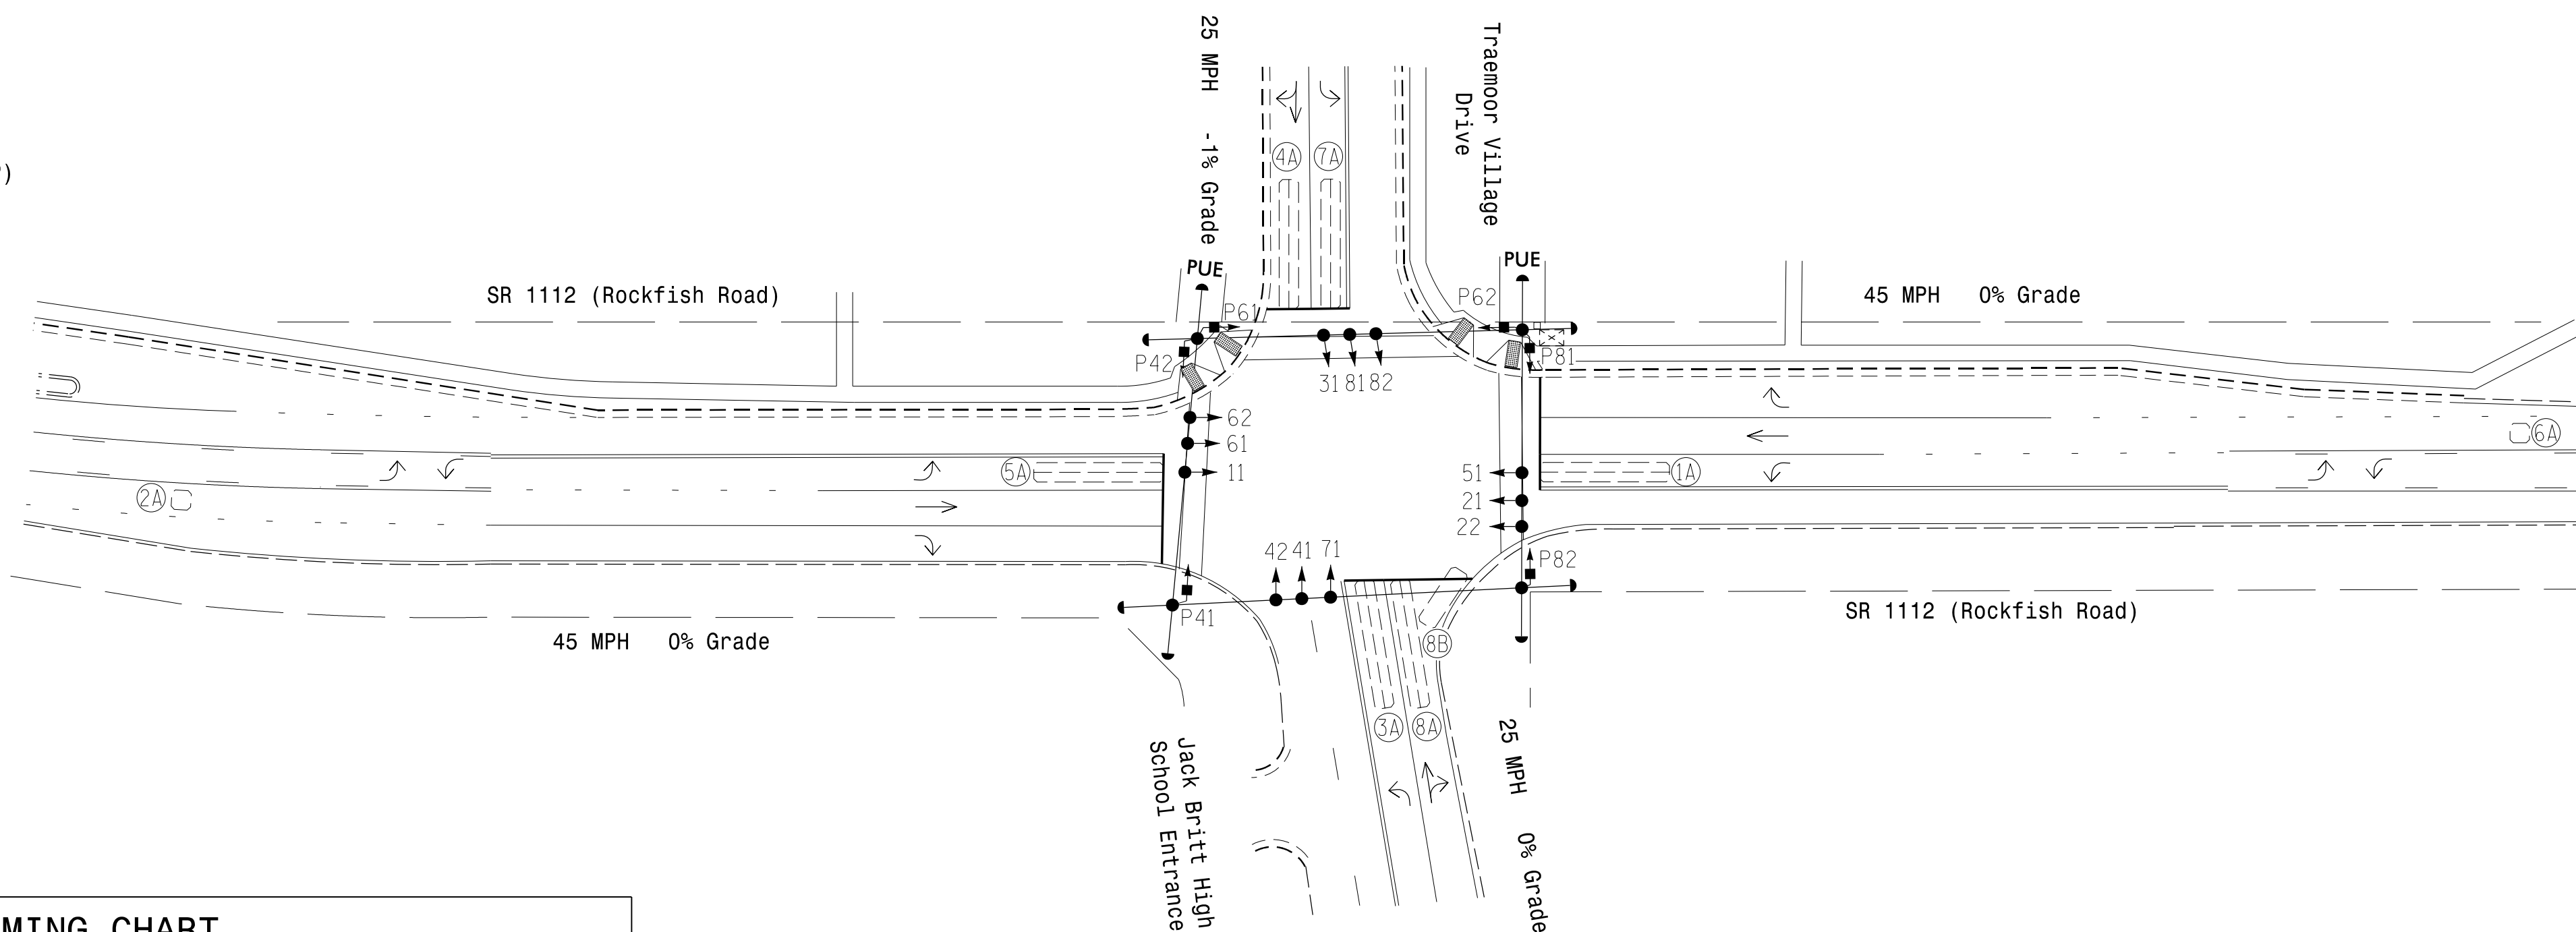 25 MPH   -1% Grade
Traemoor Village
Drive
4A
7A
PUE
PUE
SR 1112 (Rockfish Road)
45 MPH   0% Grade
P61
P62
P42
P81
31 81 82
62
61
11
5A
2A
51
21
22
1A
6A
42 41 71
P82
P41
8B
SR 1112 (Rockfish Road)
45 MPH   0% Grade
3A
8A
25 MPH   0% Grade
Jack Britt High
School Entrance
MING CHART